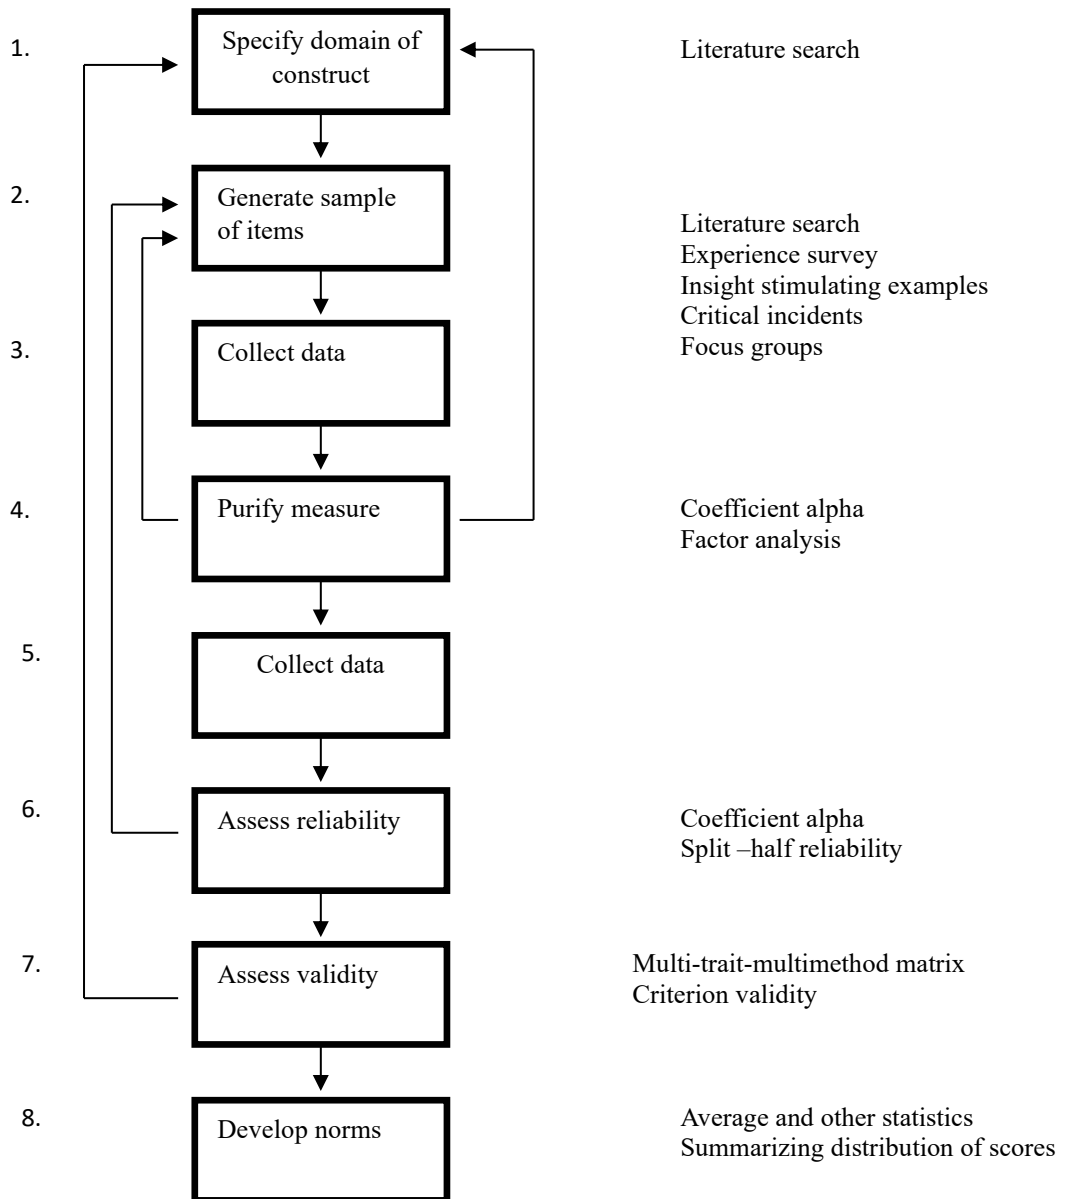 1.
Specify domain of
construct
Literature search
2.
Generate sample
of items
Literature search
Experience survey
Insight stimulating examples
Critical incidents
Focus groups
3.
Collect data
4.
Purify measure
Coefficient alpha
Factor analysis
5.
Collect data
6.
Assess reliability
Coefficient alpha
Split –half reliability
7.
Assess validity
Multi-trait-multimethod matrix
Criterion validity
8.
Develop norms
Average and other statistics
Summarizing distribution of scores